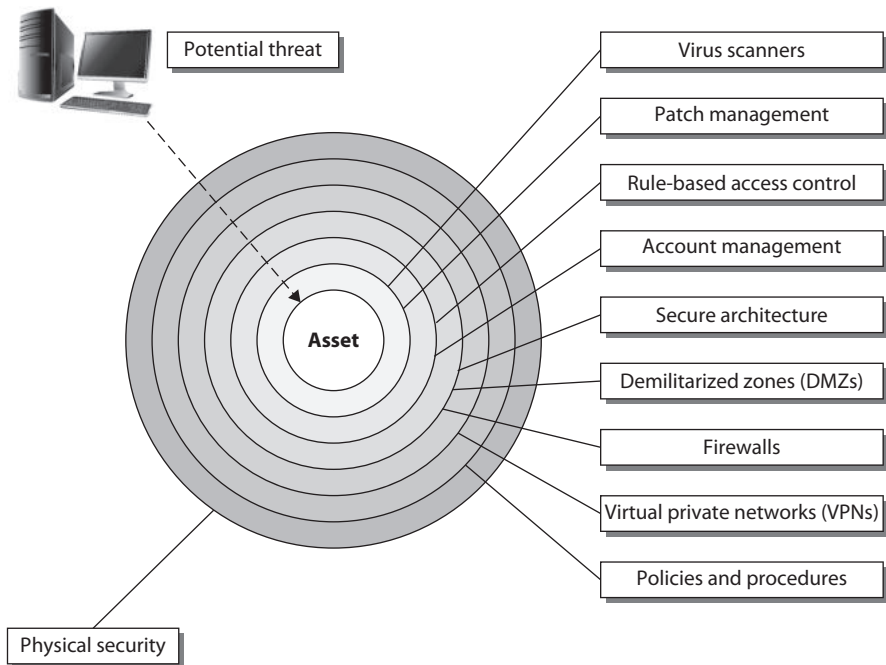 Potential threat
Virus scanners
Patch management
Rule-based access control
Account management
Asset
Secure architecture
Demilitarized zones (DMZs)
Firewalls
Virtual private networks (VPNs)
Policies and procedures
Physical security